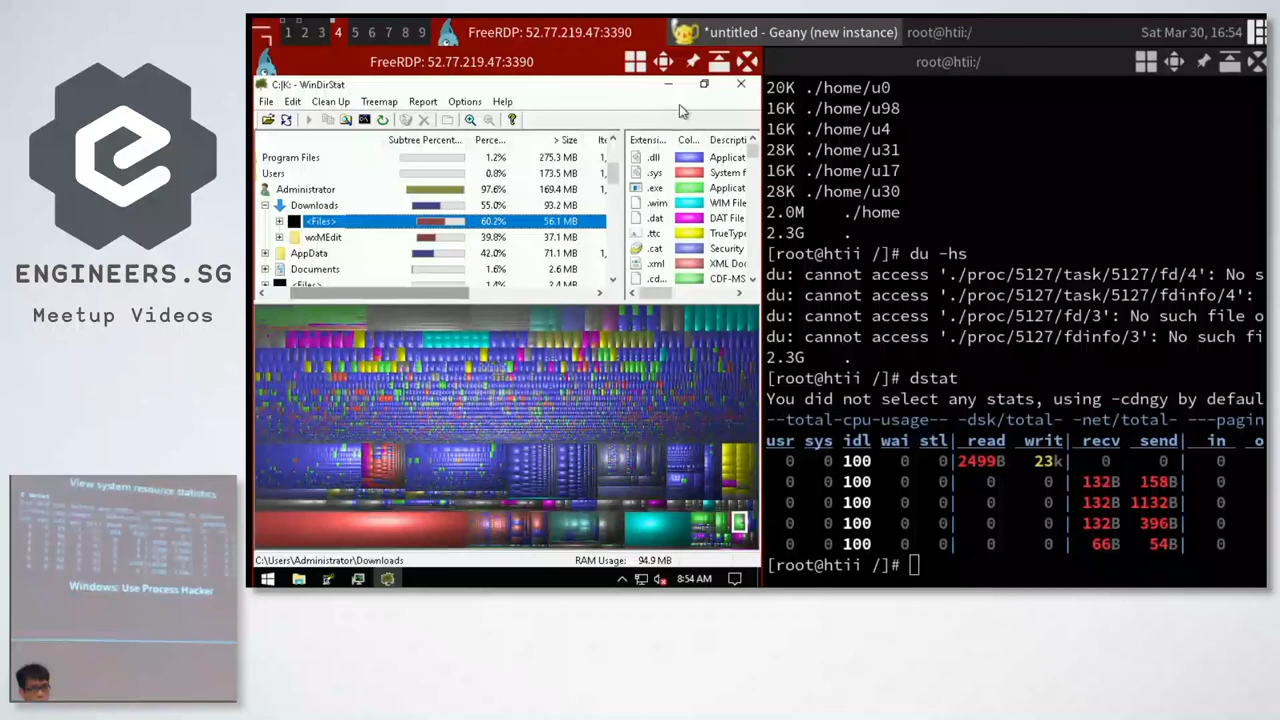 ENGINEERS.SG
Meetup Videos
View system resource statistics
Windows: Use Process Hacker
1 2 3 4 5 6 7 8 9
FreeRDP: 52.77.219.47:3390
*untitled - Geany (new instance)
root@htii:/
Sat Mar 30, 16:54
FreeRDP: 52.77.219.47:3390
root@htii:/
C:|K: - WinDirStat
File Edit Clean Up Treemap Report Options Help
Subtree Percent... Perce... > Size Ite
Program Files 1.2% 275.3 MB 1,
Users 0.8% 173.5 MB 1,
Administrator 97.6% 169.4 MB 1,
Downloads 55.0% 93.2 MB
<Files> 60.2% 56.1 MB
wxMEdit 39.8% 37.1 MB
AppData 42.0% 71.1 MB 1,
Documents 1.6% 2.6 MB
<Files> 1.4% 2.4 MB
Extensi... Col... Descripti
.dll Applicat
.sys System f
.exe Applicat
.wim WIM File
.dat DAT File
.ttc TrueType
.cat Security
.xml XML Doc
.cd... CDF-MS
C:\Users\Administrator\Downloads RAM Usage: 94.9 MB
8:54 AM
20K ./home/u0
16K ./home/u98
16K ./home/u4
28K ./home/u31
16K ./home/u17
28K ./home/u30
2.0M ./home
2.3G .
[root@htii /]# du -hs
du: cannot access './proc/5127/task/5127/fd/4': No s
du: cannot access './proc/5127/task/5127/fdinfo/4':
du: cannot access './proc/5127/fd/3': No such file o
du: cannot access './proc/5127/fdinfo/3': No such fi
2.3G .
[root@htii /]# dstat
You did not select any stats, using -cdngy by defaul
--total-cpu-usage-- -dsk/total- -net/total- ---pagin
usr sys idl wai stl| read writ| recv send| in o
0 0 100 0 0|2499B 23k| 0 0 | 0
0 0 100 0 0| 0 0 | 132B 158B| 0
0 0 100 0 0| 0 0 | 132B 1132B| 0
0 0 100 0 0| 0 0 | 132B 396B| 0
0 0 100 0 0| 0 0 | 66B 54B| 0
[root@htii /]#